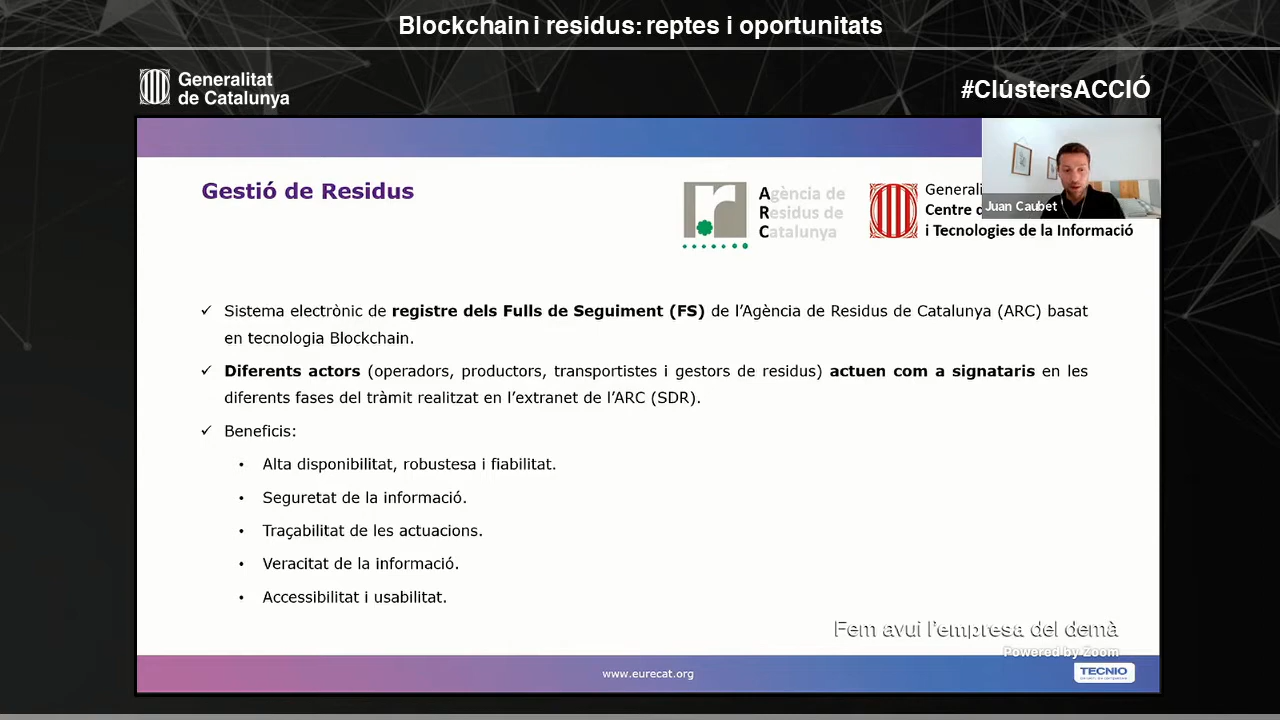 Blockchain i residus: reptes i oportunitats
Generalitat
de Catalunya
#ClústersACCIÓ
Gestió de Residus
Agència de
Residus de
Catalunya
Centre
i Tecnologies de la Informació
Juan Caubet
✓ Sistema electrònic de registre dels Fulls de Seguiment (FS) de l’Agència de Residus de Catalunya (ARC) basat
en tecnologia Blockchain.
✓ Diferents actors (operadors, productors, transportistes i gestors de residus) actuen com a signataris en les
diferents fases del tràmit realitzat en l’extranet de l’ARC (SDR).
✓ Beneficis:
• Alta disponibilitat, robustesa i fiabilitat.
• Seguretat de la informació.
• Traçabilitat de les actuacions.
• Veracitat de la informació.
• Accessibilitat i usabilitat.
Fem avui l’empresa del demà
Powered by Zoom
www.eurecat.org
TECNIO